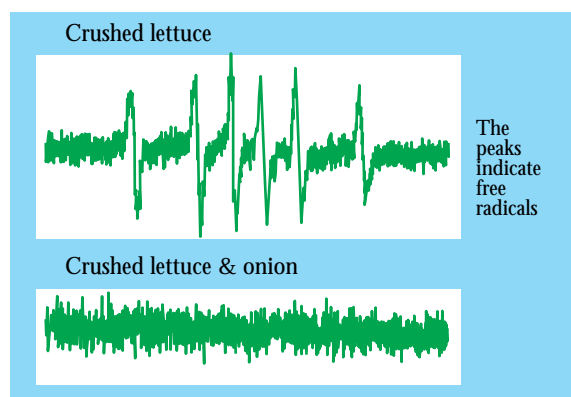 Crushed lettuce
The
peaks
indicate
free
radicals
Crushed lettuce & onion